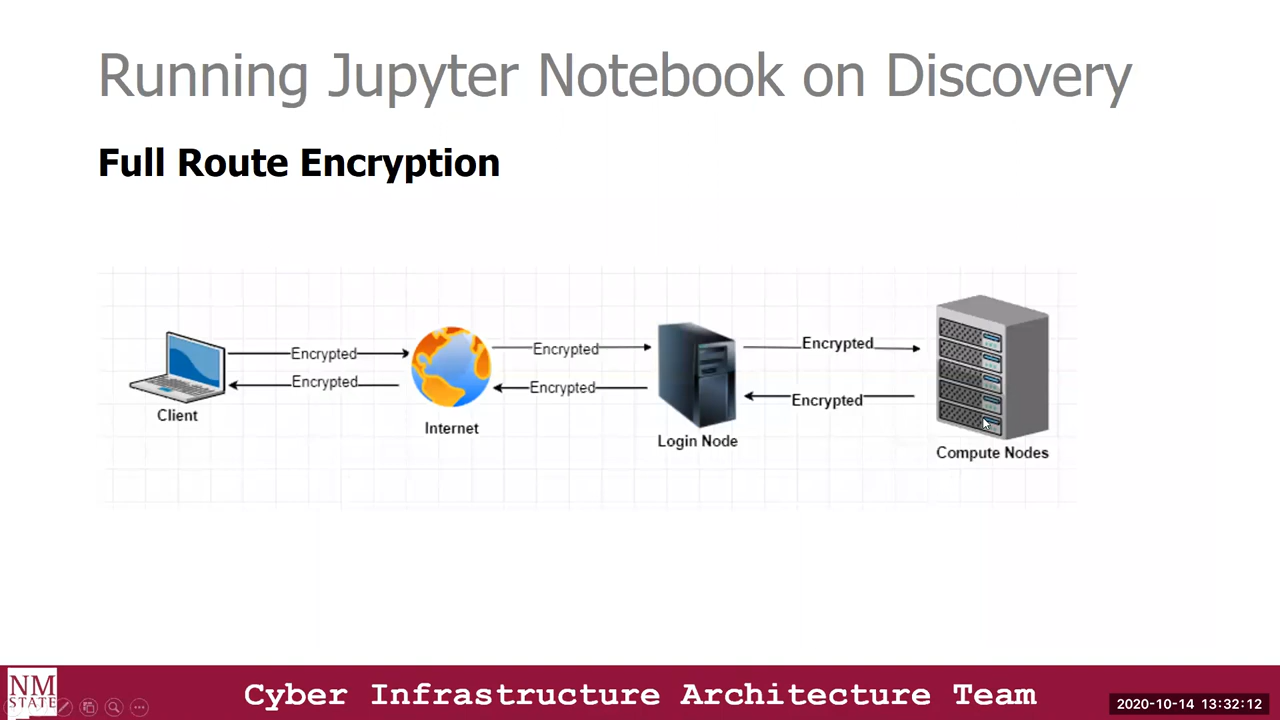 Running Jupyter Notebook on Discovery
Full Route Encryption
Encrypted
Encrypted
Client
Encrypted
Encrypted
Internet
Encrypted
Encrypted
Login Node
Compute Nodes
NM
STATE
Cyber Infrastructure Architecture Team
2020-10-14 13:32:12